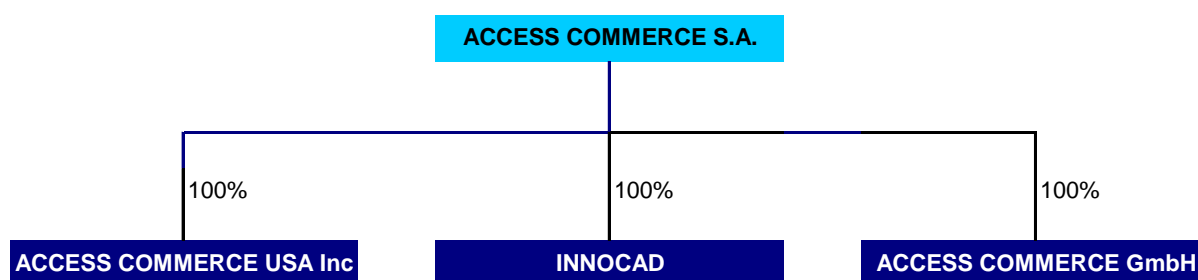 ACCESS COMMERCE S.A.
100%
100%
100%
ACCESS COMMERCE USA Inc
INNOCAD
ACCESS COMMERCE GmbH